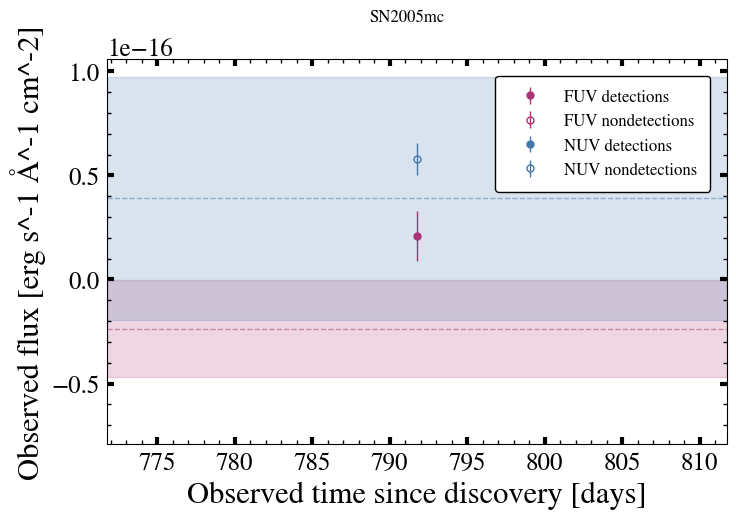 SN2005mc
1e−16
1.0
0.5
0.0
−0.5
Observed flux [erg s^-1 Å^-1 cm^-2]
FUV detections
FUV nondetections
NUV detections
NUV nondetections
775 780 785 790 795 800 805 810
Observed time since discovery [days]